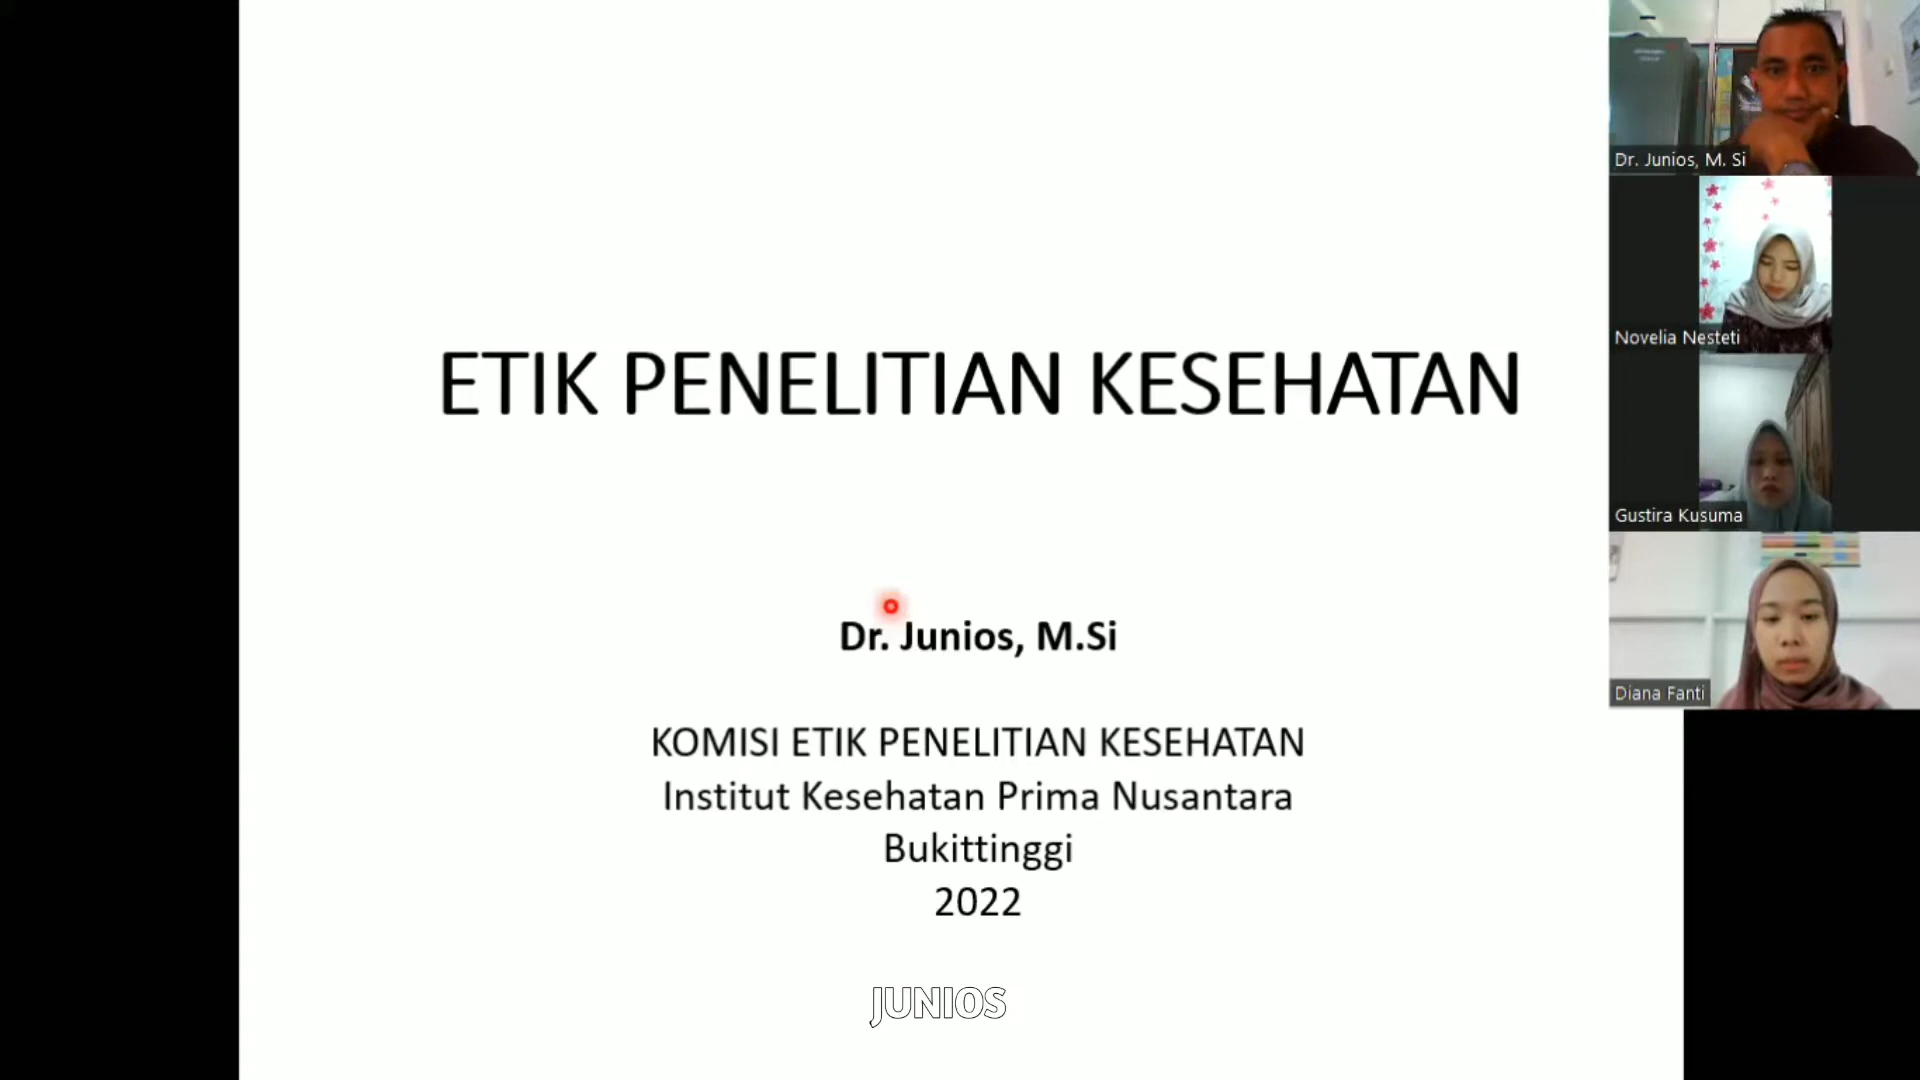 ETIK PENELITIAN KESEHATAN
Dr. Junios, M.Si
KOMISI ETIK PENELITIAN KESEHATAN
Institut Kesehatan Prima Nusantara
Bukittinggi
2022
JUNIOS
Dr. Junios, M. Si
Novelia Nesteti
Gustira Kusuma
Diana Fanti